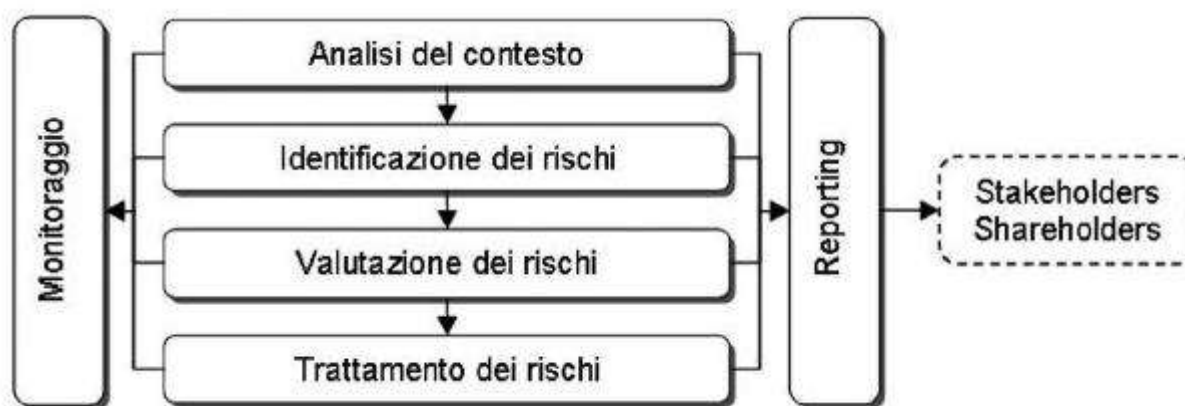 Monitoraggio
Analisi del contesto
Identificazione dei rischi
Valutazione dei rischi
Trattamento dei rischi
Reporting
Stakeholders
Shareholders